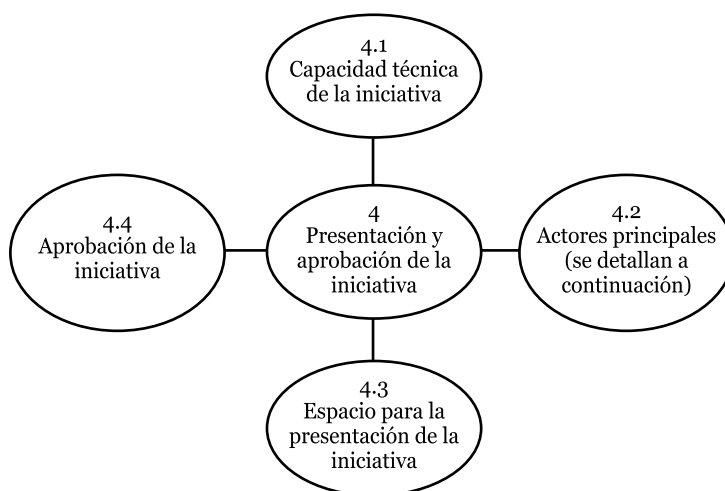 4.1
Capacidad técnica
de la iniciativa
4.4
Aprobación de la
iniciativa
4
Presentación y
aprobación de la
iniciativa
4.2
Actores principales
(se detallan a
continuación)
4.3
Espacio para la
presentación de la
iniciativa